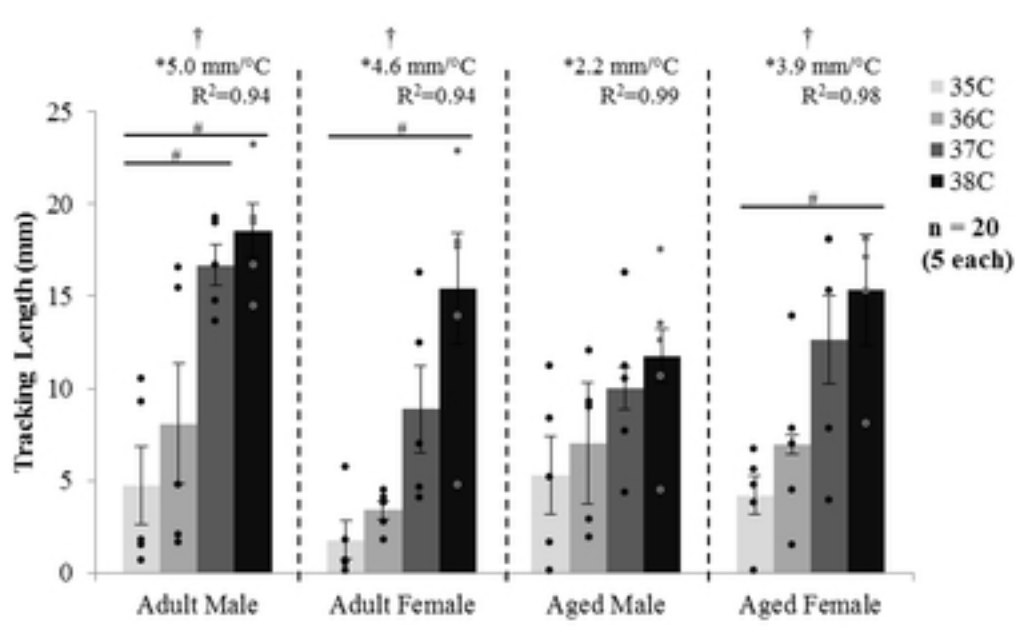 † † †
*5.0 mm/°C *4.6 mm/°C *2.2 mm/°C *3.9 mm/°C
R²=0.94 R²=0.94 R²=0.99 R²=0.98
35C
36C
37C
38C
n = 20
(5 each)
# # # #
Tracking Length (mm)
25
20
15
10
5
0
Adult Male Adult Female Aged Male Aged Female